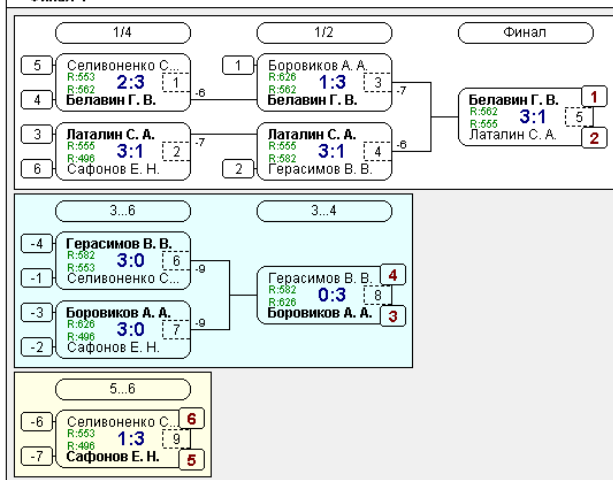 1/4
1/2
Финал
5
Селивоненко С...
R:553
R:562
2:3
1
4
Белавин Г. В.
-6
1
Боровиков А. А.
R:626
R:562
1:3
3
Белавин Г. В.
-7
3
Латалин С. А.
R:555
R:496
3:1
2
6
Сафонов Е. Н.
-7
Латалин С. А.
R:555
R:582
3:1
4
2
Герасимов В. В.
-6
Белавин Г. В.
1
R:562
R:555
3:1
5
Латалин С. А.
2
3...6
3...4
-4
Герасимов В. В.
R:582
R:553
3:0
6
-1
Селивоненко С...
-9
-3
Боровиков А. А.
R:626
R:496
3:0
7
-2
Сафонов Е. Н.
-9
Герасимов В. В.
4
R:582
R:626
0:3
8
Боровиков А. А.
3
5...6
-6
Селивоненко С...
6
R:553
R:496
1:3
9
-7
Сафонов Е. Н.
5